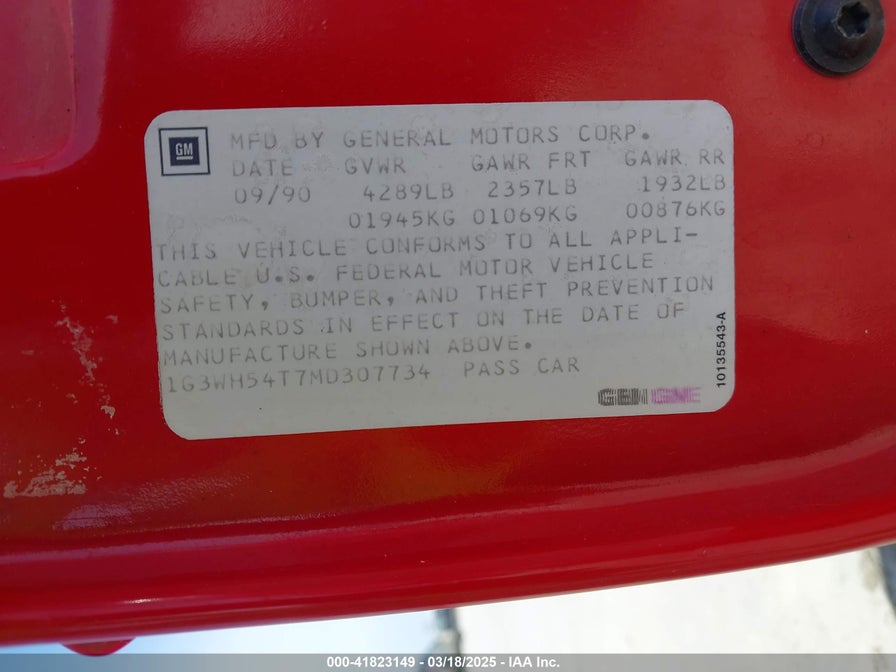 GM
MFD BY GENERAL MOTORS CORP.
DATE GVWR GAWR FRT GAWR RR
09/90 4289LB 2357LB 1932LB
01945KG 01069KG 00876KG
THIS VEHICLE CONFORMS TO ALL APPLI-
CABLE U.S. FEDERAL MOTOR VEHICLE
SAFETY, BUMPER, AND THEFT PREVENTION
STANDARDS IN EFFECT ON THE DATE OF
MANUFACTURE SHOWN ABOVE.
1G3WH54T7MD307734 PASS CAR
10135543-A
000-41823149 - 03/18/2025 - IAA Inc.